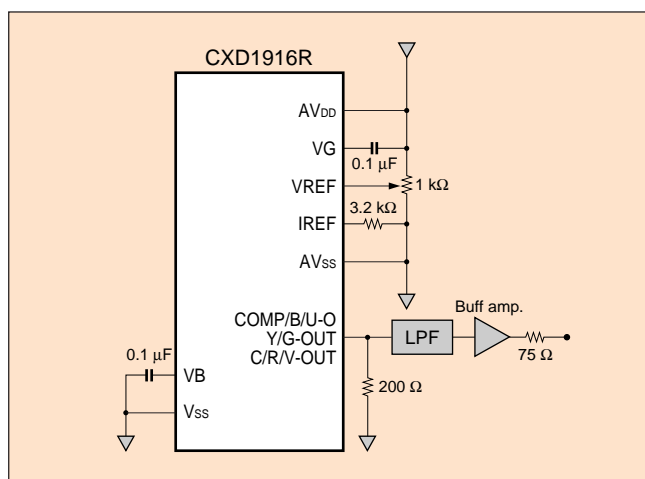 CXD1916R
AVDD
VG
0.1 μF
VREF
1 kΩ
3.2 kΩ
IREF
AVSS
Buff amp.
COMP/B/U-O
Y/G-OUT
C/R/V-OUT
LPF
75 Ω
0.1 μF
VB
200 Ω
VSS